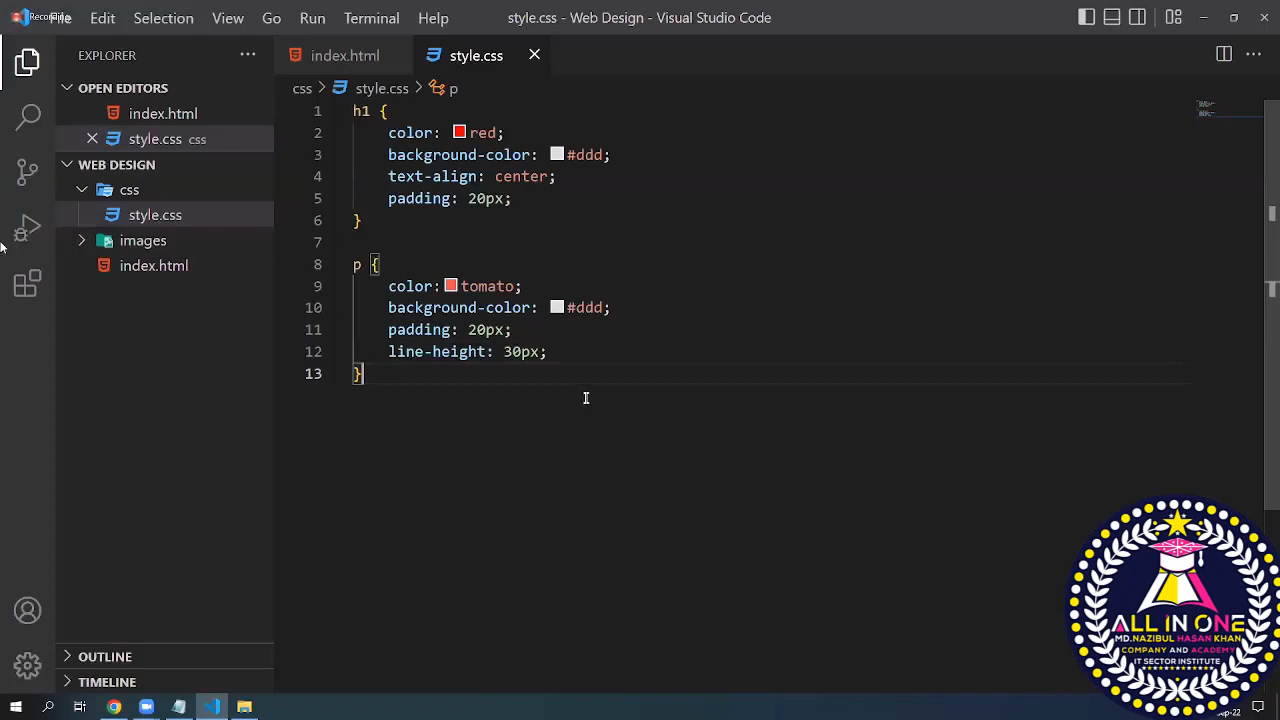 File Edit Selection View Go Run Terminal Help
style.css - Web Design - Visual Studio Code
EXPLORER
OPEN EDITORS
index.html
style.css css
WEB DESIGN
css
style.css
images
index.html
OUTLINE
TIMELINE
index.html
style.css
css > style.css > p
1 h1 {
2 color: red;
3 background-color: #ddd;
4 text-align: center;
5 padding: 20px;
6 }
7
8 p {
9 color: tomato;
10 background-color: #ddd;
11 padding: 20px;
12 line-height: 30px;
13 }
ALL IN ONE
MD.NAZIBUL HASAN KHAN
COMPANY AND ACADEMY
IT SECTOR INSTITUTE